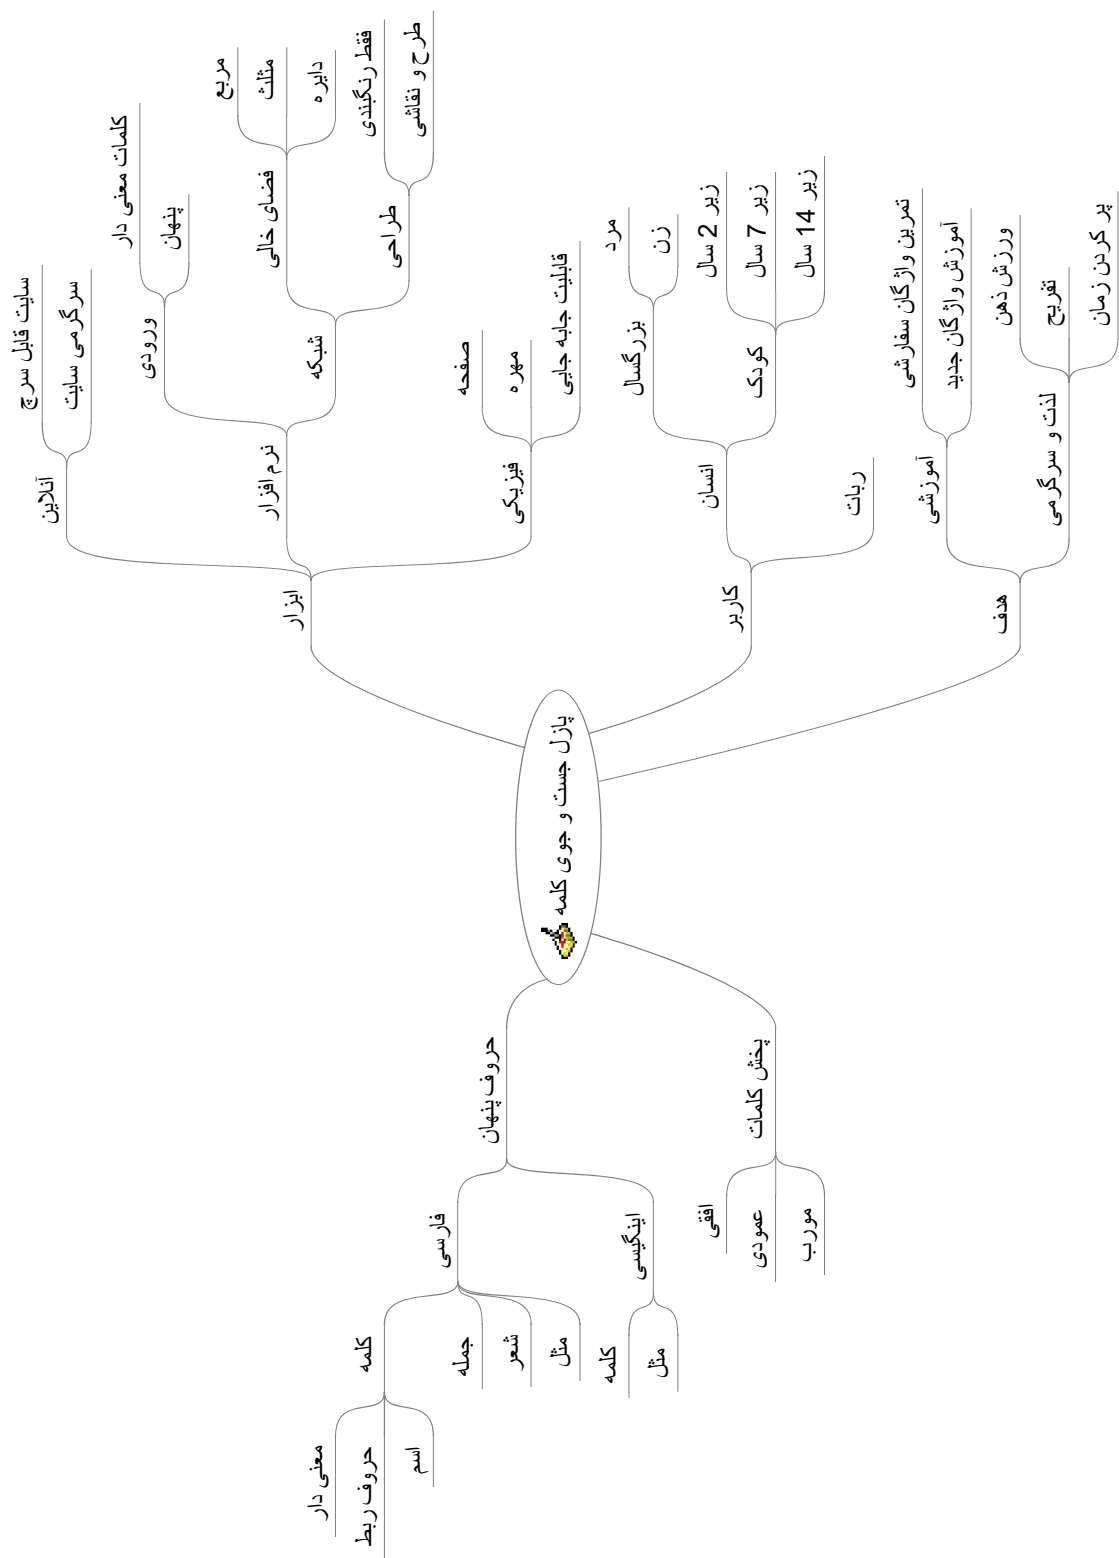 پازل جست و جوی کلمه
ابزار
آنلاین
سایت قابل سرچ
سرگرمی سایت
نرم افزار
ورودی
کلمات معنی دار
پنهان
شبکه
فضای خالی
مربع
مثلث
دایره
طراحی
فقط رنگبندی
طرح و نقاشی
فیزیکی
صفحه
مهره
قابلیت جابه جایی
کاربر
انسان
بزرگسال
مرد
زن
کودک
زیر 2 سال
زیر 7 سال
زیر 14 سال
ربات
هدف
آموزشی
تمرین واژگان سفارشی
آموزش واژگان جدید
لذت و سرگرمی
ورزش ذهن
تفریح
پر کردن زمان
حروف پنهان
فارسی
کلمه
معنی دار
حروف ربط
اسم
جمله
شعر
مثل
اینگیسی
کلمه
مثل
پخش کلمات
افقی
عمودی
مورب